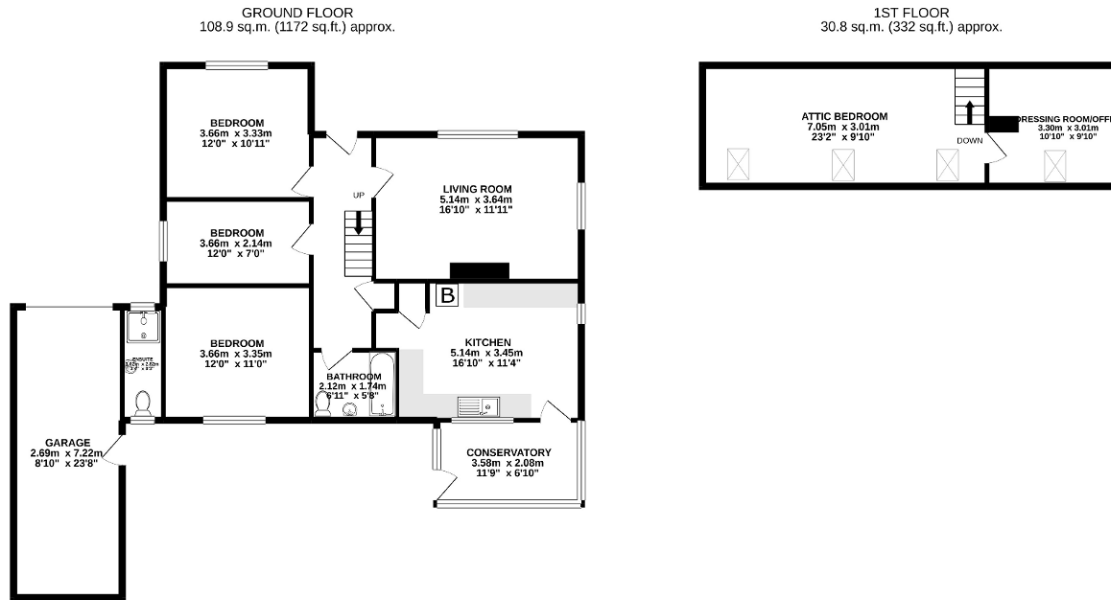 GROUND FLOOR
108.9 sq.m. (1172 sq.ft.) approx.
1ST FLOOR
30.8 sq.m. (332 sq.ft.) approx.
BEDROOM
3.66m x 3.33m
12'0" x 10'11"
LIVING ROOM
5.14m x 3.64m
16'10" x 11'11"
UP
BEDROOM
3.66m x 2.14m
12'0" x 7'0"
BEDROOM
3.66m x 3.35m
12'0" x 11'0"
B
KITCHEN
5.14m x 3.45m
16'10" x 11'4"
ENSUITE
BATHROOM
2.12m x 1.74m
6'11" x 5'8"
GARAGE
2.69m x 7.22m
8'10" x 23'8"
CONSERVATORY
3.58m x 2.08m
11'9" x 6'10"
ATTIC BEDROOM
7.05m x 3.01m
23'2" x 9'10"
DOWN
DRESSING ROOM/OFFI
3.30m x 3.01m
10'10" x 9'10"